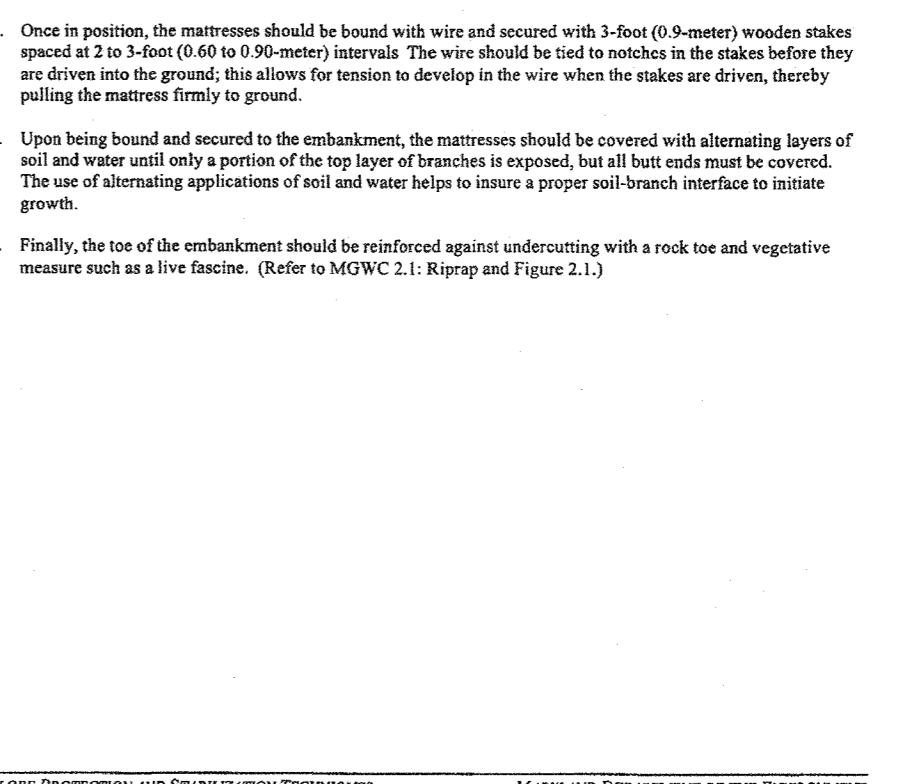 . Once in position, the mattresses should be bound with wire and secured with 3-foot (0.9-meter) wooden stakes
spaced at 2 to 3-foot (0.60 to 0.90-meter) intervals The wire should be tied to notches in the stakes before they
are driven into the ground; this allows for tension to develop in the wire when the stakes are driven, thereby
pulling the mattress firmly to ground.
. Upon being bound and secured to the embankment, the mattresses should be covered with alternating layers of
soil and water until only a portion of the top layer of branches is exposed, but all butt ends must be covered.
The use of alternating applications of soil and water helps to insure a proper soil-branch interface to initiate
growth.
. Finally, the toe of the embankment should be reinforced against undercutting with a rock toe and vegetative
measure such as a live fascine. (Refer to MGWC 2.1: Riprap and Figure 2.1.)